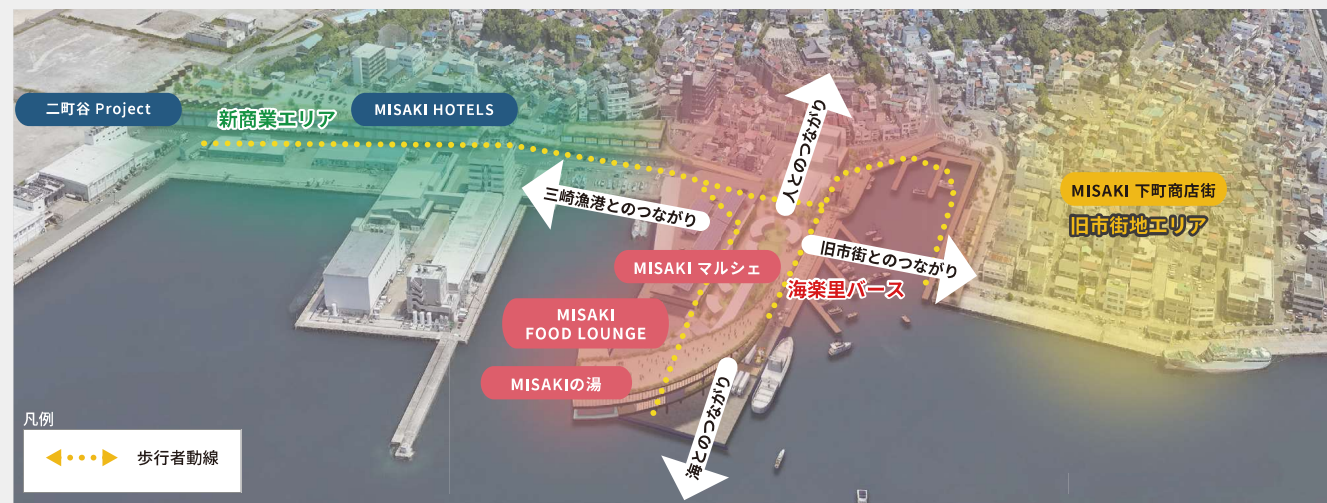 二町谷 Project
新商業エリア
MISAKI HOTELS
人とのつながり
三崎漁港とのつながり
MISAKI 下町商店街
旧市街地エリア
旧市街とのつながり
MISAKI マルシェ
海楽里バース
MISAKI
FOOD LOUNGE
MISAKIの湯
海とのつながり
凡例
歩行者動線